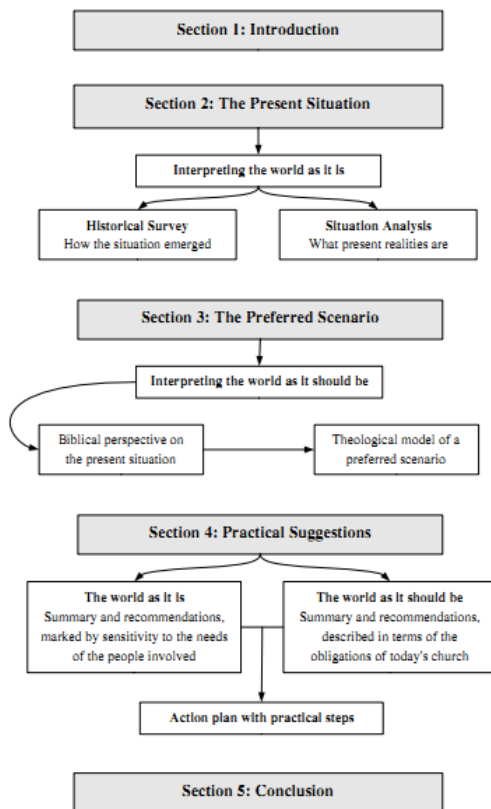 Section 1: Introduction
Section 2: The Present Situation
Interpreting the world as it is
Historical Survey
How the situation emerged
Situation Analysis
What present realities are
Section 3: The Preferred Scenario
Interpreting the world as it should be
Biblical perspective on
the present situation
Theological model of a
preferred scenario
Section 4: Practical Suggestions
The world as it is
Summary and recommendations,
marked by sensitivity to the needs
of the people involved
The world as it should be
Summary and recommendations,
described in terms of the
obligations of today's church
Action plan with practical steps
Section 5: Conclusion